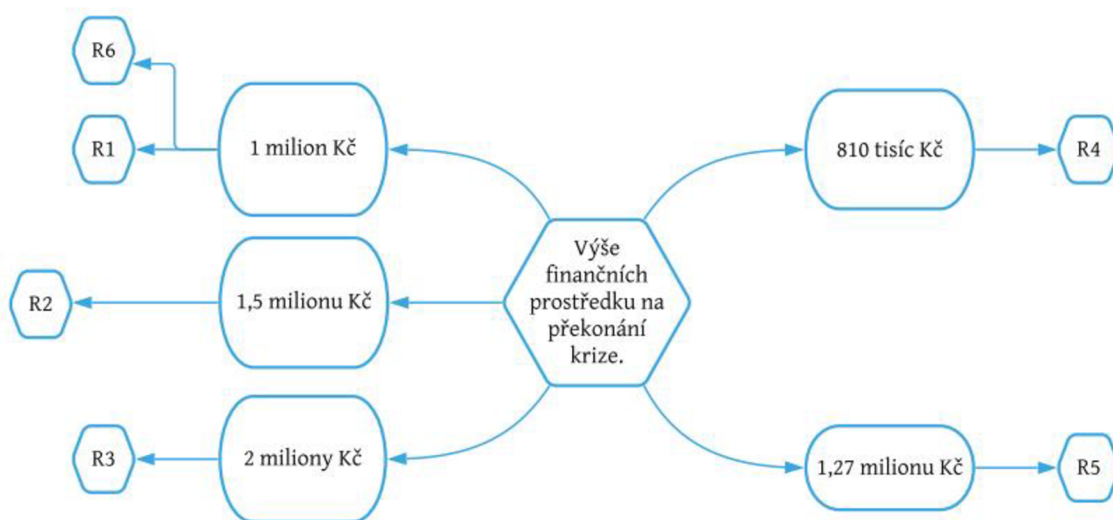 R6
R1
1 milion Kč
810 tisíc Kč
R4
Výše
finančních
prostředku na
překonání
krize.
R2
1,5 milionu Kč
R3
2 miliony Kč
1,27 milionu Kč
R5